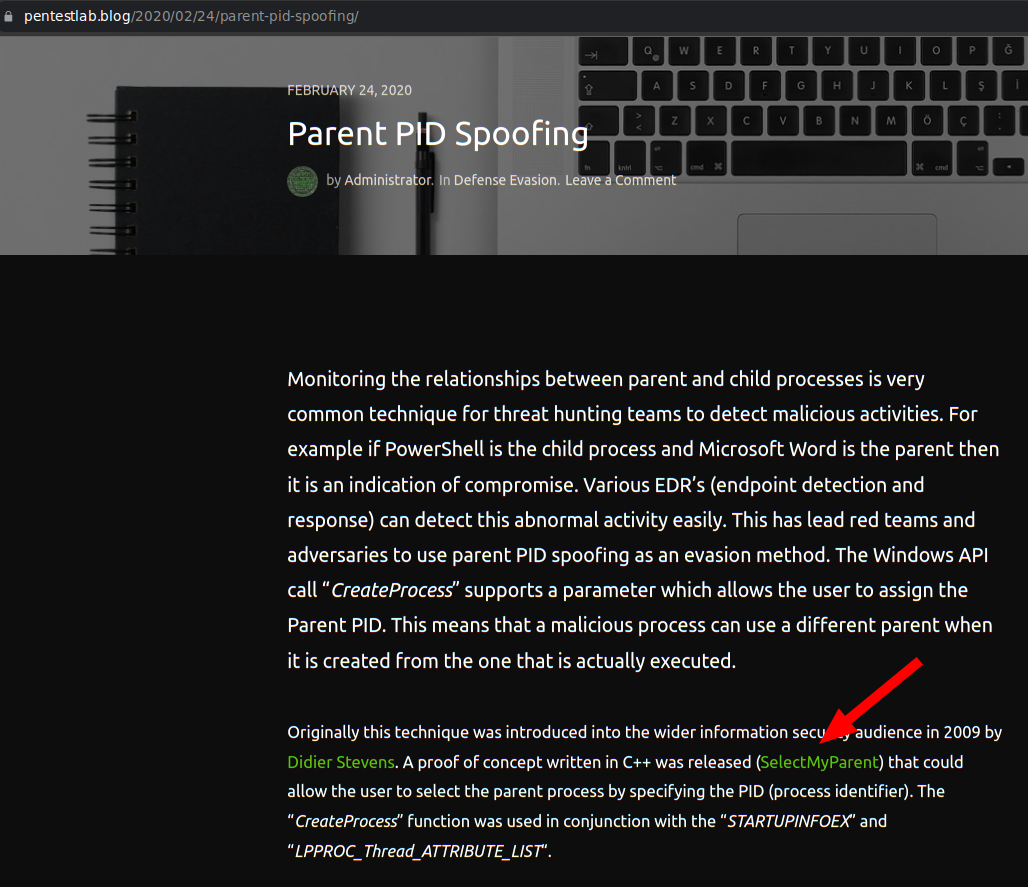 pentestlab.blog/2020/02/24/parent-pid-spoofing/
Q W E R T Y U I O P Ğ
A S D F G H J K L Ş İ
FEBRUARY 24, 2020
Z X C V B N M Ö Ç
Parent PID Spoofing
fn kntrl cmd cmd
by Administrator. In Defense Evasion. Leave a Comment
Monitoring the relationships between parent and child processes is very
common technique for threat hunting teams to detect malicious activities. For
example if PowerShell is the child process and Microsoft Word is the parent then
it is an indication of compromise. Various EDR’s (endpoint detection and
response) can detect this abnormal activity easily. This has lead red teams and
adversaries to use parent PID spoofing as an evasion method. The Windows API
call “CreateProcess” supports a parameter which allows the user to assign the
Parent PID. This means that a malicious process can use a different parent when
it is created from the one that is actually executed.
Originally this technique was introduced into the wider information security audience in 2009 by
Didier Stevens. A proof of concept written in C++ was released (SelectMyParent) that could
allow the user to select the parent process by specifying the PID (process identifier). The
“CreateProcess” function was used in conjunction with the “STARTUPINFOEX” and
“LPPROC_Thread_ATTRIBUTE_LIST“.